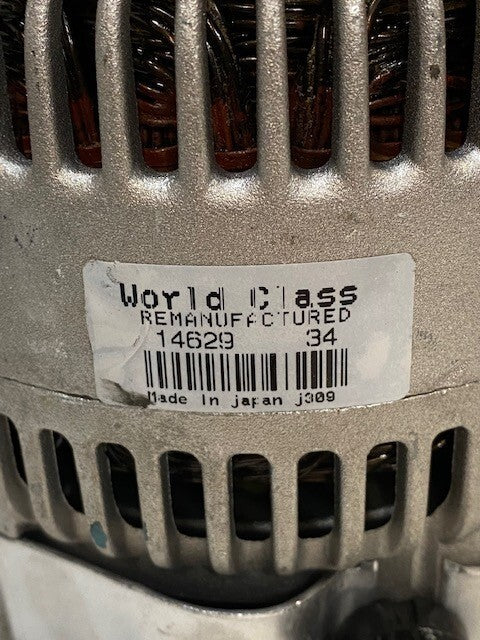 World Class
REMANUFACTURED
14629 34
Made In japan j309